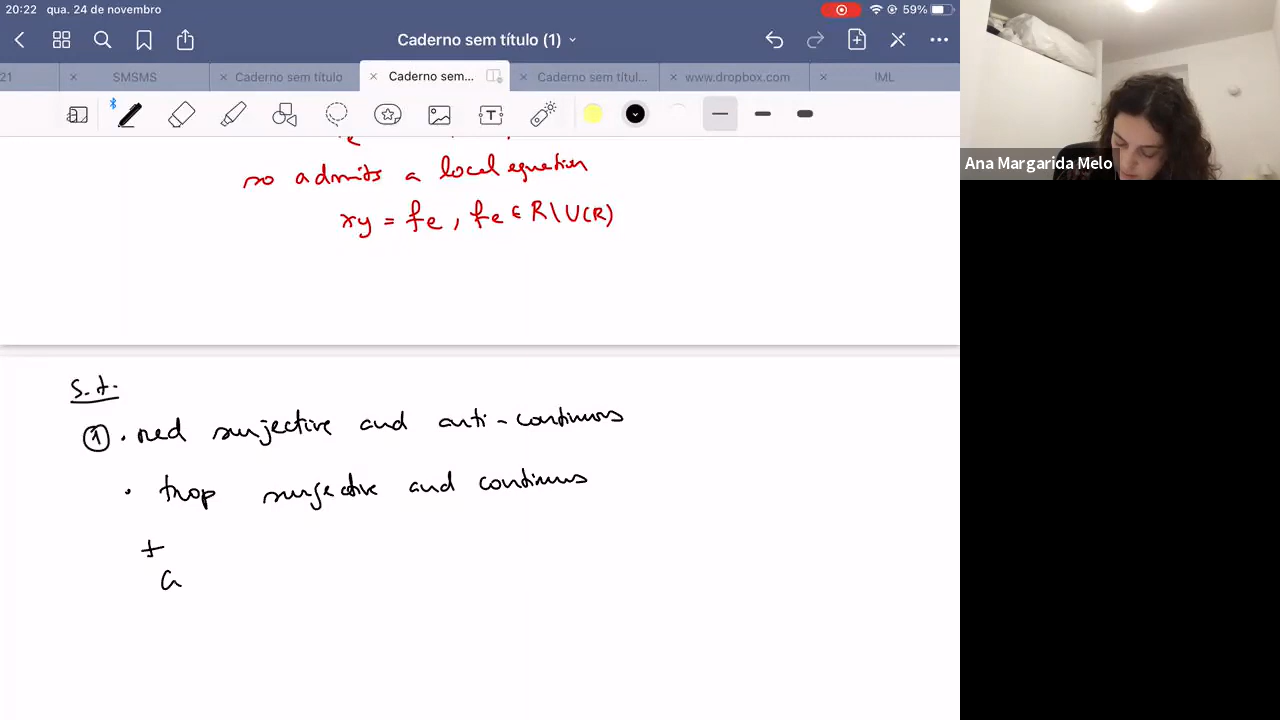 20:22 qua. 24 de novembro
59%
Caderno sem título (1)
21
SMSMS
Caderno sem título
Caderno sem...
Caderno sem títul...
www.dropbox.com
IML
so admits a local equation
xy = fe , fe ∈ R \ U(R)
s.t.
① · red surjective and anti-continuous
· trop surjective and continuous
+
a
Ana Margarida Melo